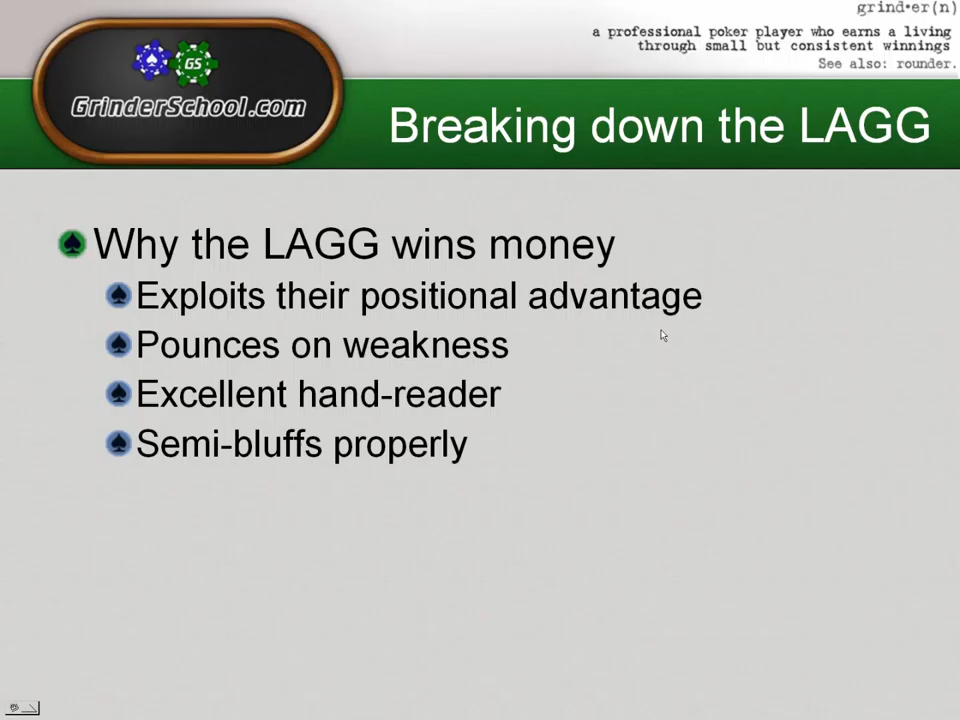 grind•er(n)
a professional poker player who earns a living
through small but consistent winnings
See also: rounder.
GS
GrinderSchool.com
Breaking down the LAGG
Why the LAGG wins money
Exploits their positional advantage
Pounces on weakness
Excellent hand-reader
Semi-bluffs properly